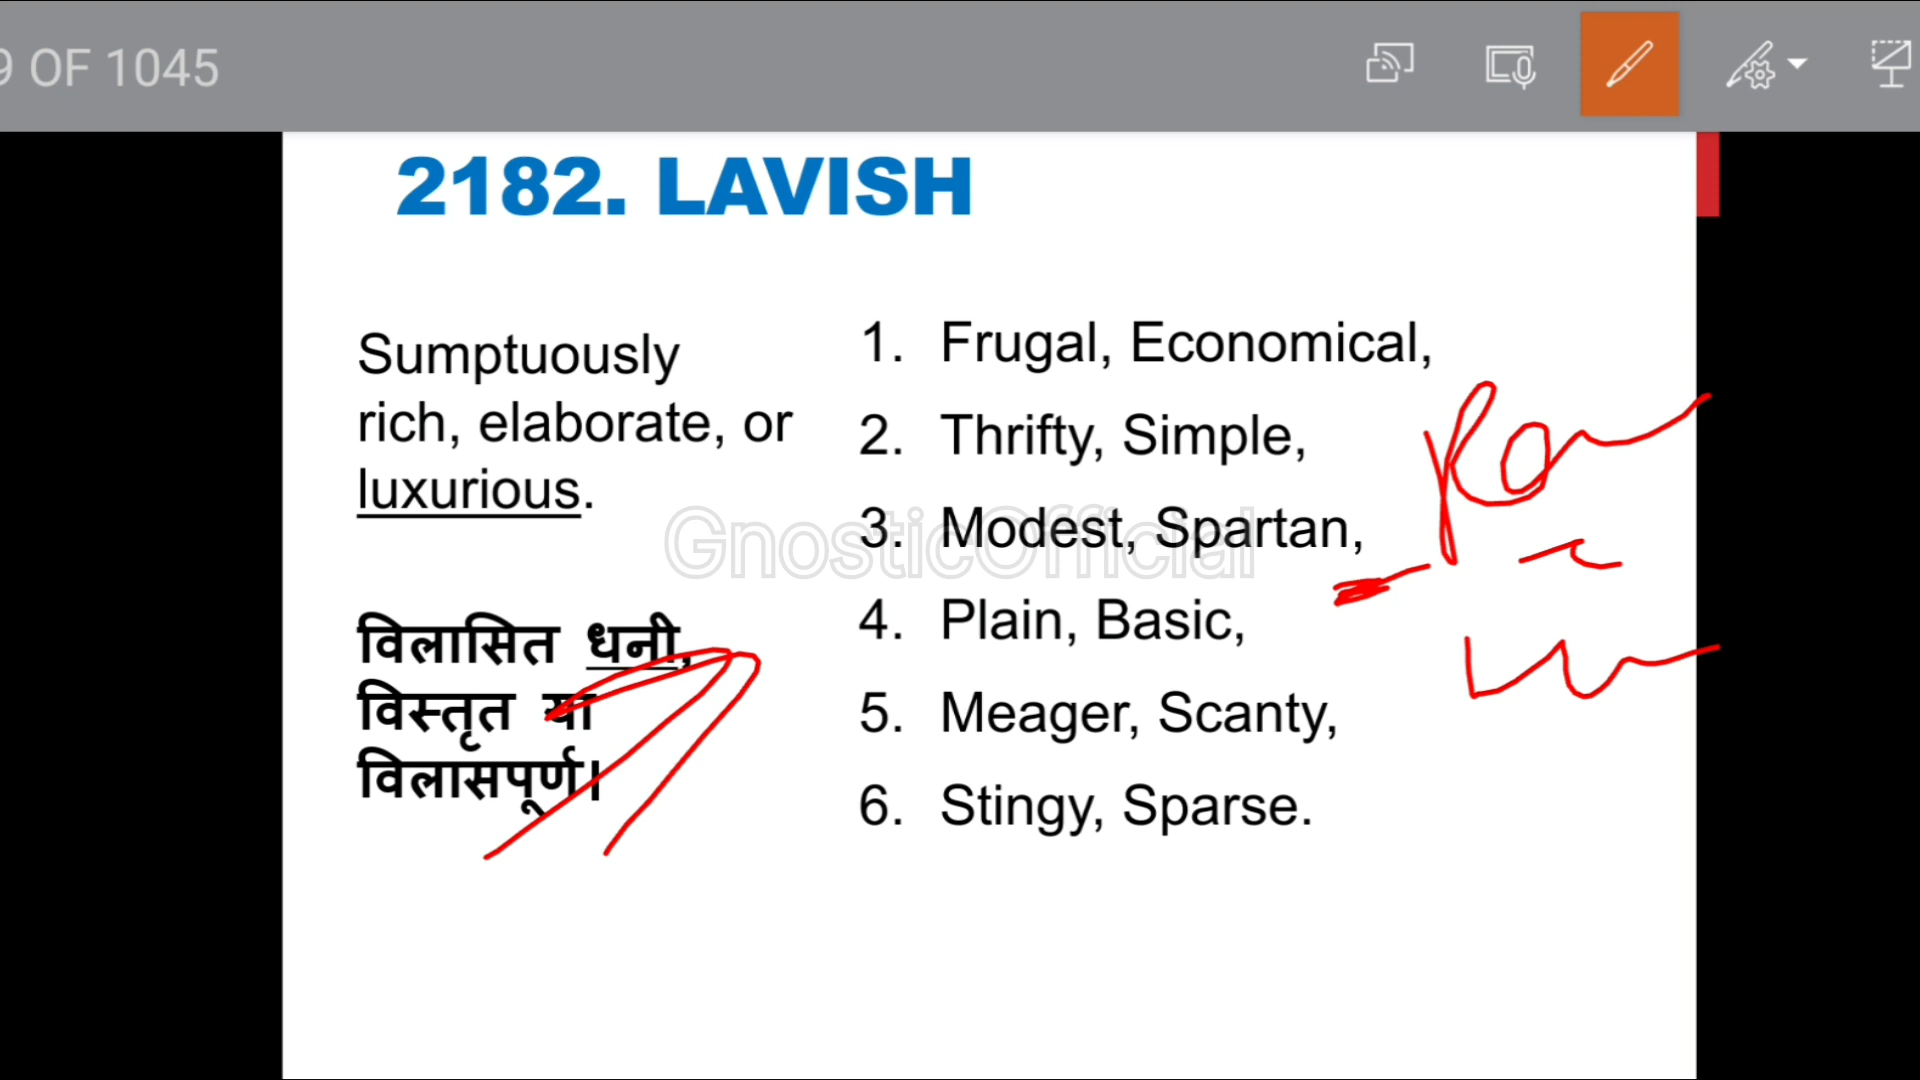 9 OF 1045
2182. LAVISH
Sumptuously
rich, elaborate, or
luxurious.
विलासित धनी,
विस्तृत या
विलासपूर्ण।
1. Frugal, Economical,
2. Thrifty, Simple,
3. Modest, Spartan,
4. Plain, Basic,
5. Meager, Scanty,
6. Stingy, Sparse.
GnosticOfficial